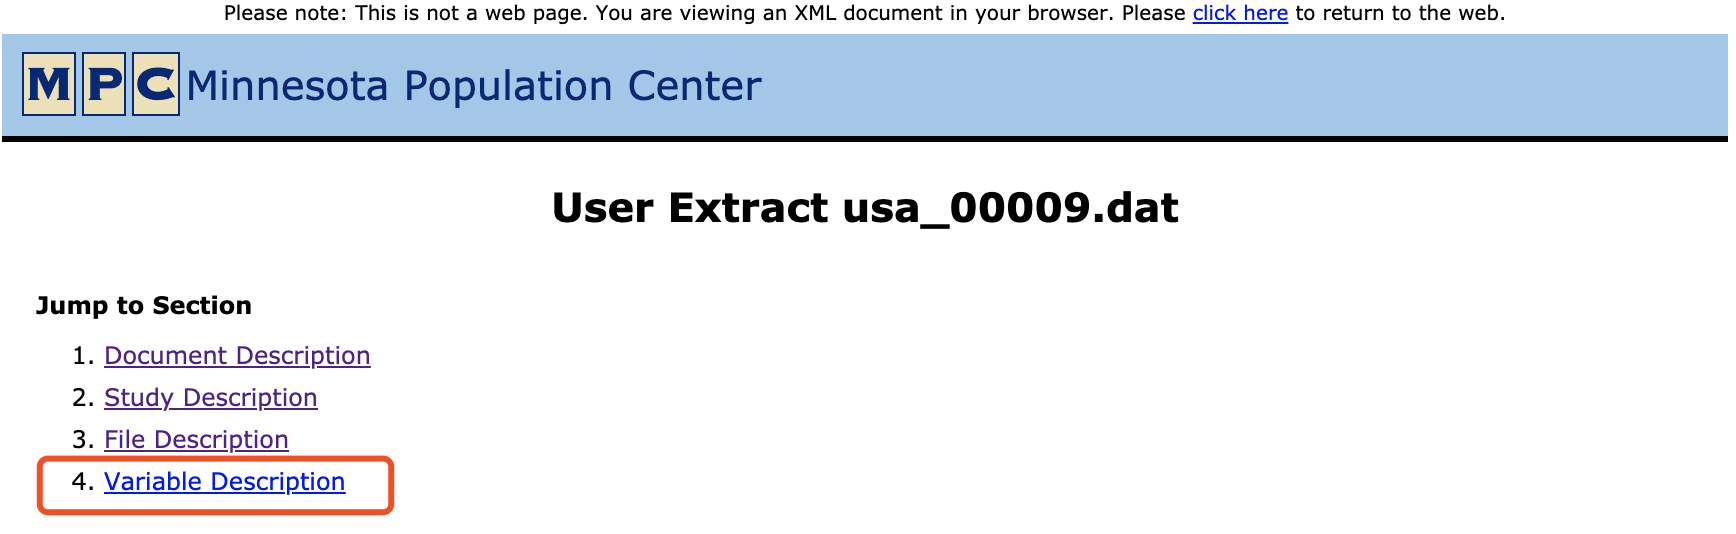 Please note: This is not a web page. You are viewing an XML document in your browser. Please click here to return to the web.
MPC Minnesota Population Center
User Extract usa_00009.dat
Jump to Section
1. Document Description
2. Study Description
3. File Description
4. Variable Description